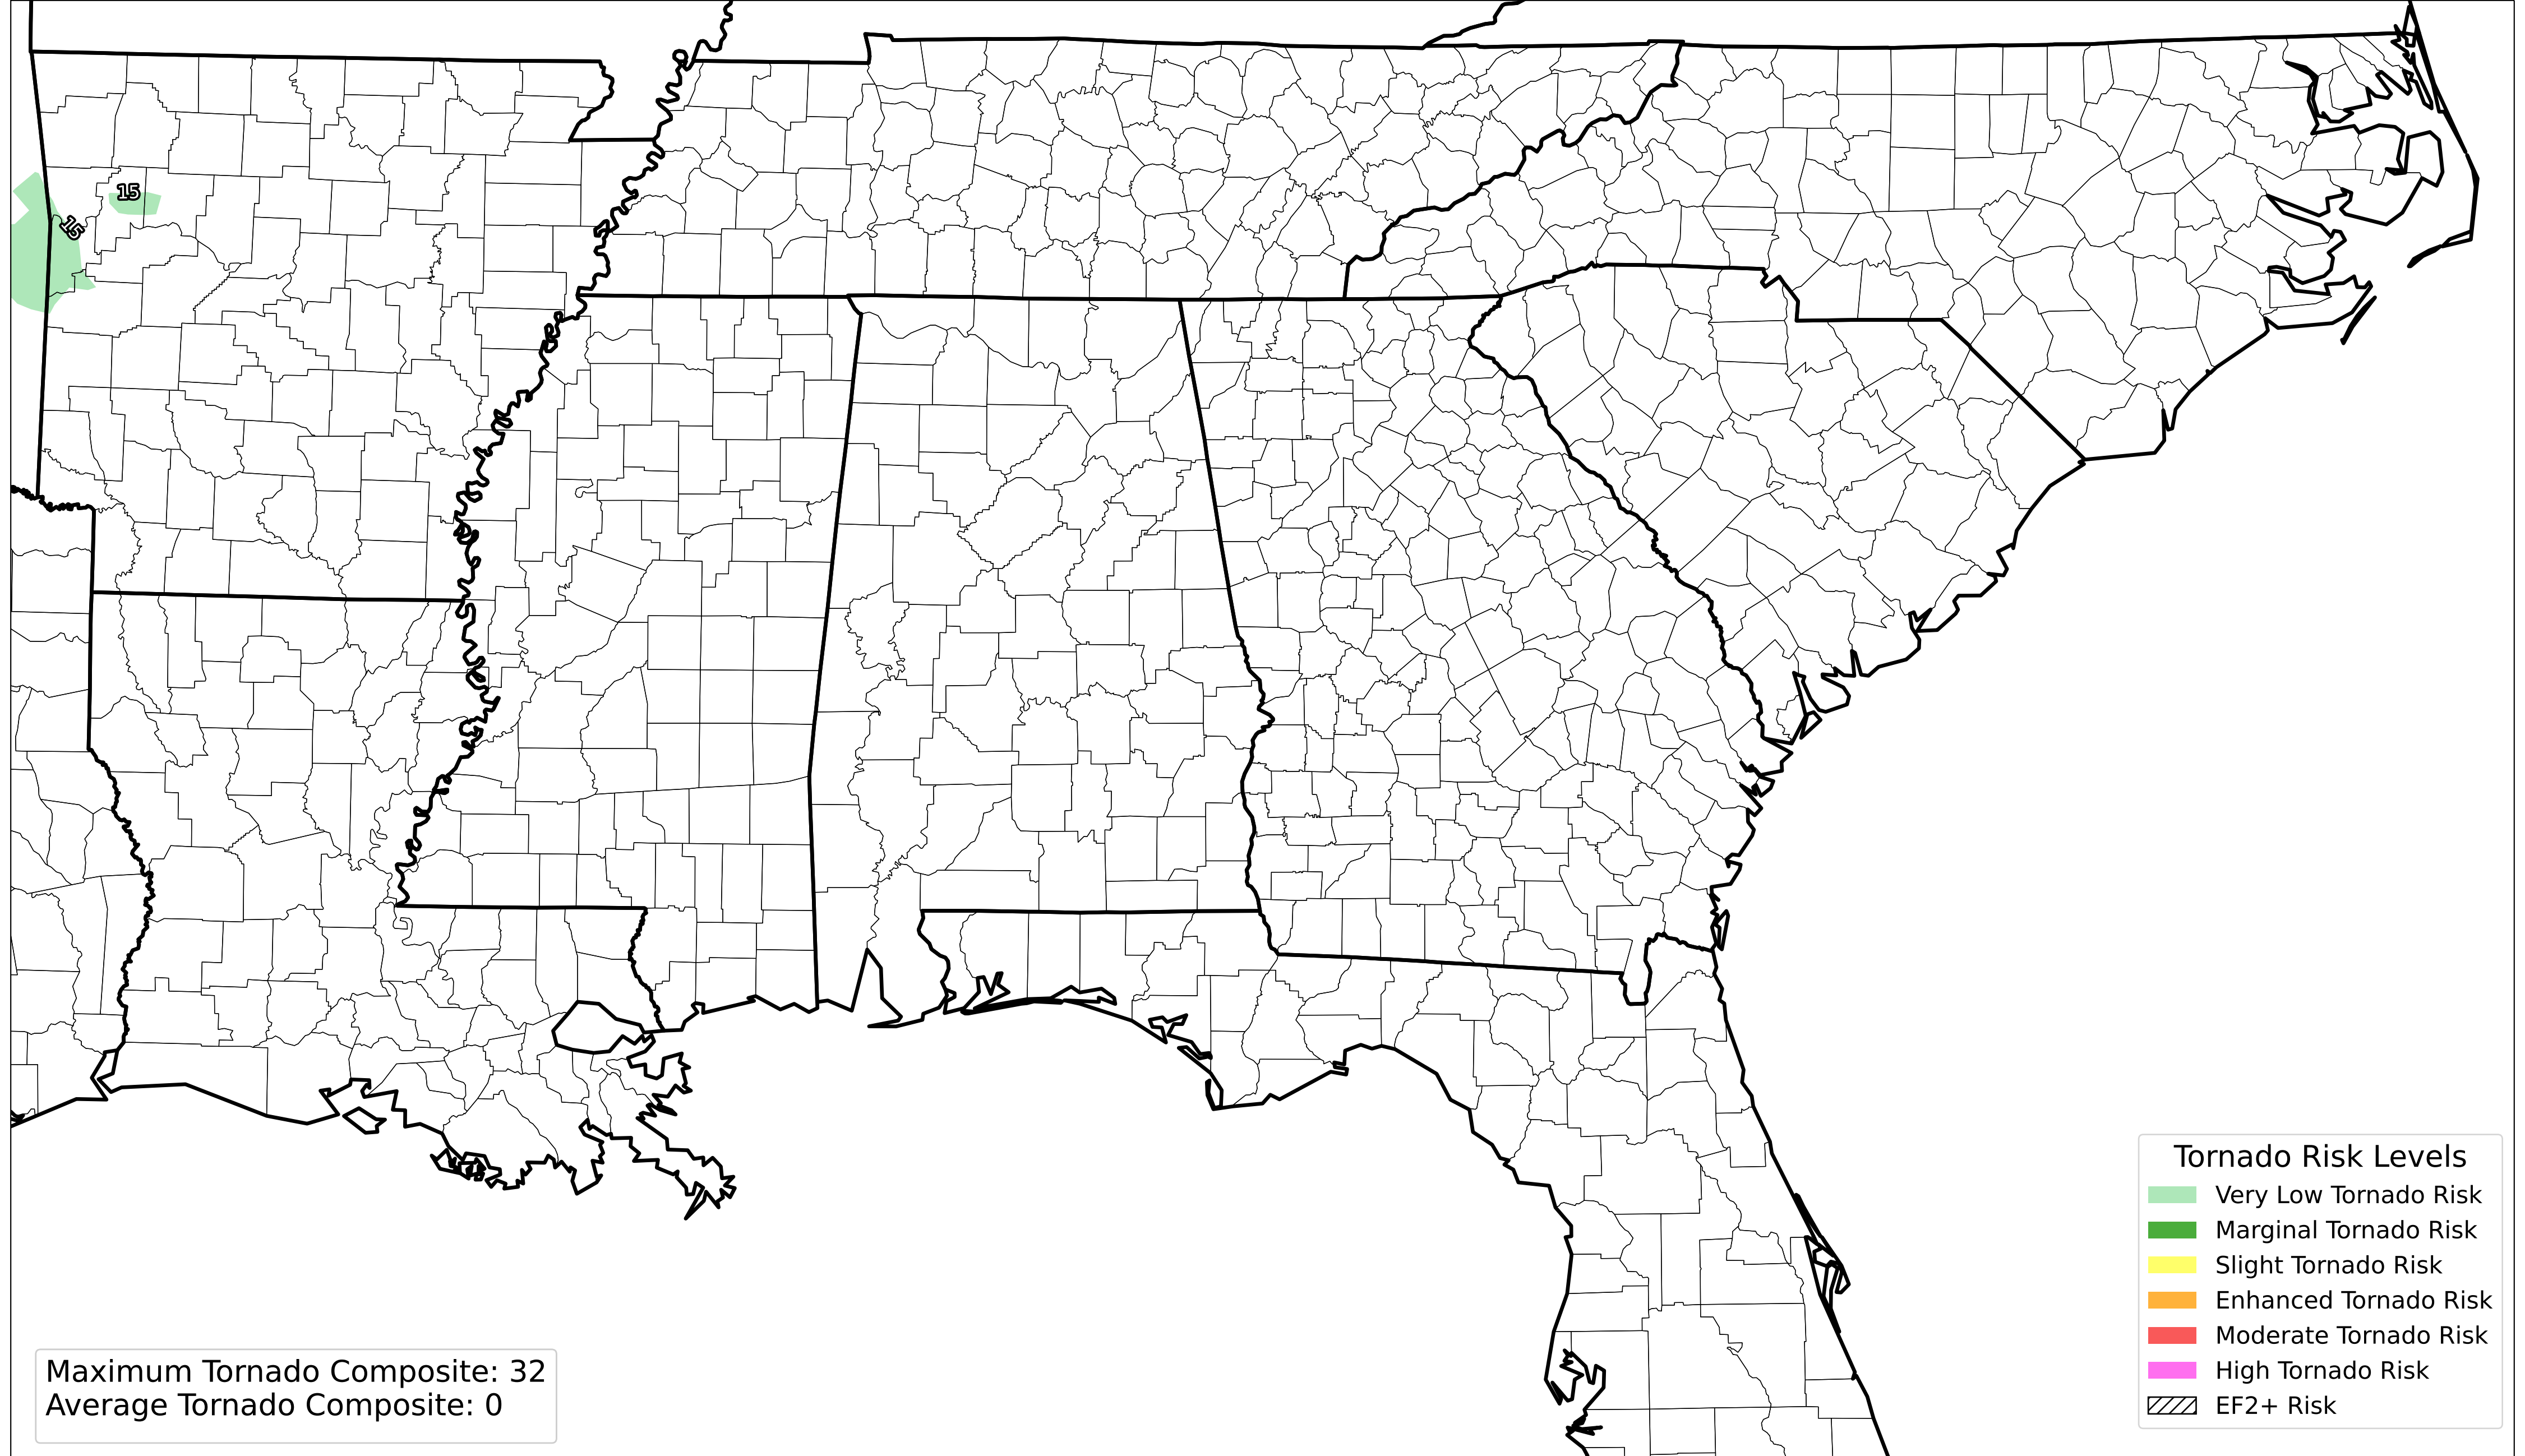 15
15
Tornado Risk Levels
Very Low Tornado Risk
Marginal Tornado Risk
Slight Tornado Risk
Enhanced Tornado Risk
Moderate Tornado Risk
High Tornado Risk
EF2+ Risk
Maximum Tornado Composite: 32
Average Tornado Composite: 0